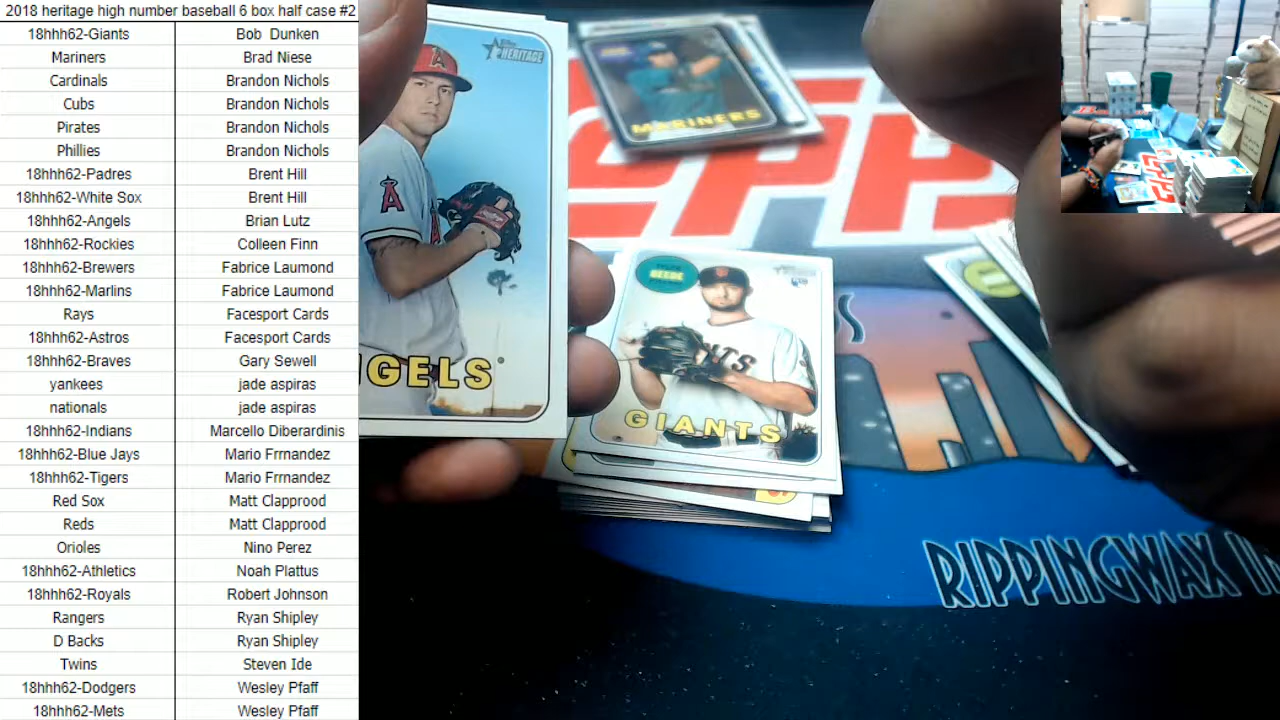 2018 heritage high number baseball 6 box half case #2
18hhh62-Giants Bob Dunken
Mariners Brad Niese
Cardinals Brandon Nichols
Cubs Brandon Nichols
Pirates Brandon Nichols
Phillies Brandon Nichols
18hhh62-Padres Brent Hill
18hhh62-White Sox Brent Hill
18hhh62-Angels Brian Lutz
18hhh62-Rockies Colleen Finn
18hhh62-Brewers Fabrice Laumond
18hhh62-Marlins Fabrice Laumond
Rays Facesport Cards
18hhh62-Astros Facesport Cards
18hhh62-Braves Gary Sewell
yankees jade aspiras
nationals jade aspiras
18hhh62-Indians Marcello Diberardinis
18hhh62-Blue Jays Mario Frrnandez
18hhh62-Tigers Mario Frrnandez
Red Sox Matt Clapprood
Reds Matt Clapprood
Orioles Nino Perez
18hhh62-Athletics Noah Plattus
18hhh62-Royals Robert Johnson
Rangers Ryan Shipley
D Backs Ryan Shipley
Twins Steven Ide
18hhh62-Dodgers Wesley Pfaff
18hhh62-Mets Wesley Pfaff
HERITAGE
A
A
GELS
MARINERS
BEEDE
GIANTS
RIPPINGWAX